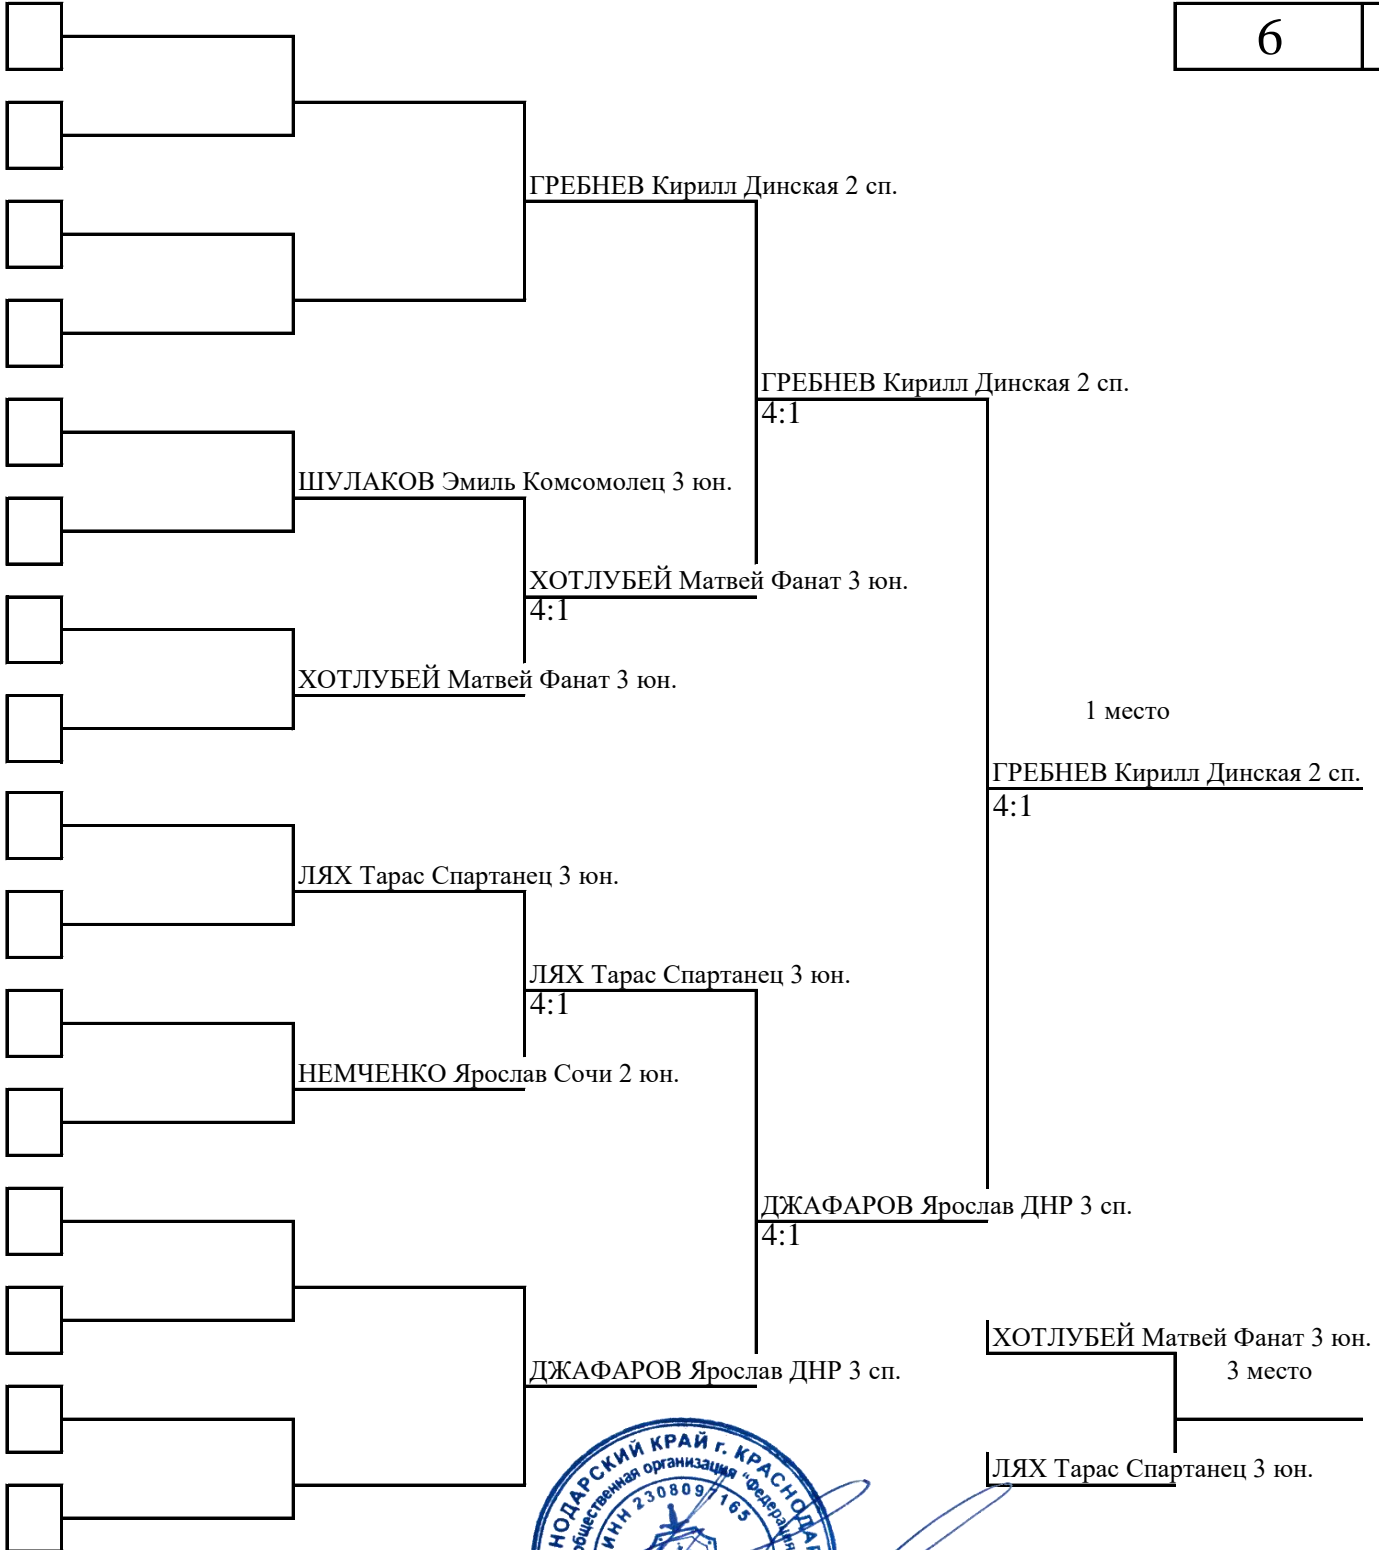 6
ГРЕБНЕВ Кирилл Динская 2 сп.
ГРЕБНЕВ Кирилл Динская 2 сп.
4:1
ШУЛАКОВ Эмиль Комсомолец 3 юн.
ХОТЛУБЕЙ Матвей Фанат 3 юн.
4:1
ХОТЛУБЕЙ Матвей Фанат 3 юн.
1 место
ГРЕБНЕВ Кирилл Динская 2 сп.
4:1
ЛЯХ Тарас Спартанец 3 юн.
ЛЯХ Тарас Спартанец 3 юн.
4:1
НЕМЧЕНКО Ярослав Сочи 2 юн.
ДЖАФАРОВ Ярослав ДНР 3 сп.
4:1
ХОТЛУБЕЙ Матвей Фанат 3 юн.
ДЖАФАРОВ Ярослав ДНР 3 сп.
3 место
ЛЯХ Тарас Спартанец 3 юн.
НОДАРСКИЙ КРАЙ г. КРАСНОДАР
общественная организация "Федерация
ИНН 2308097165